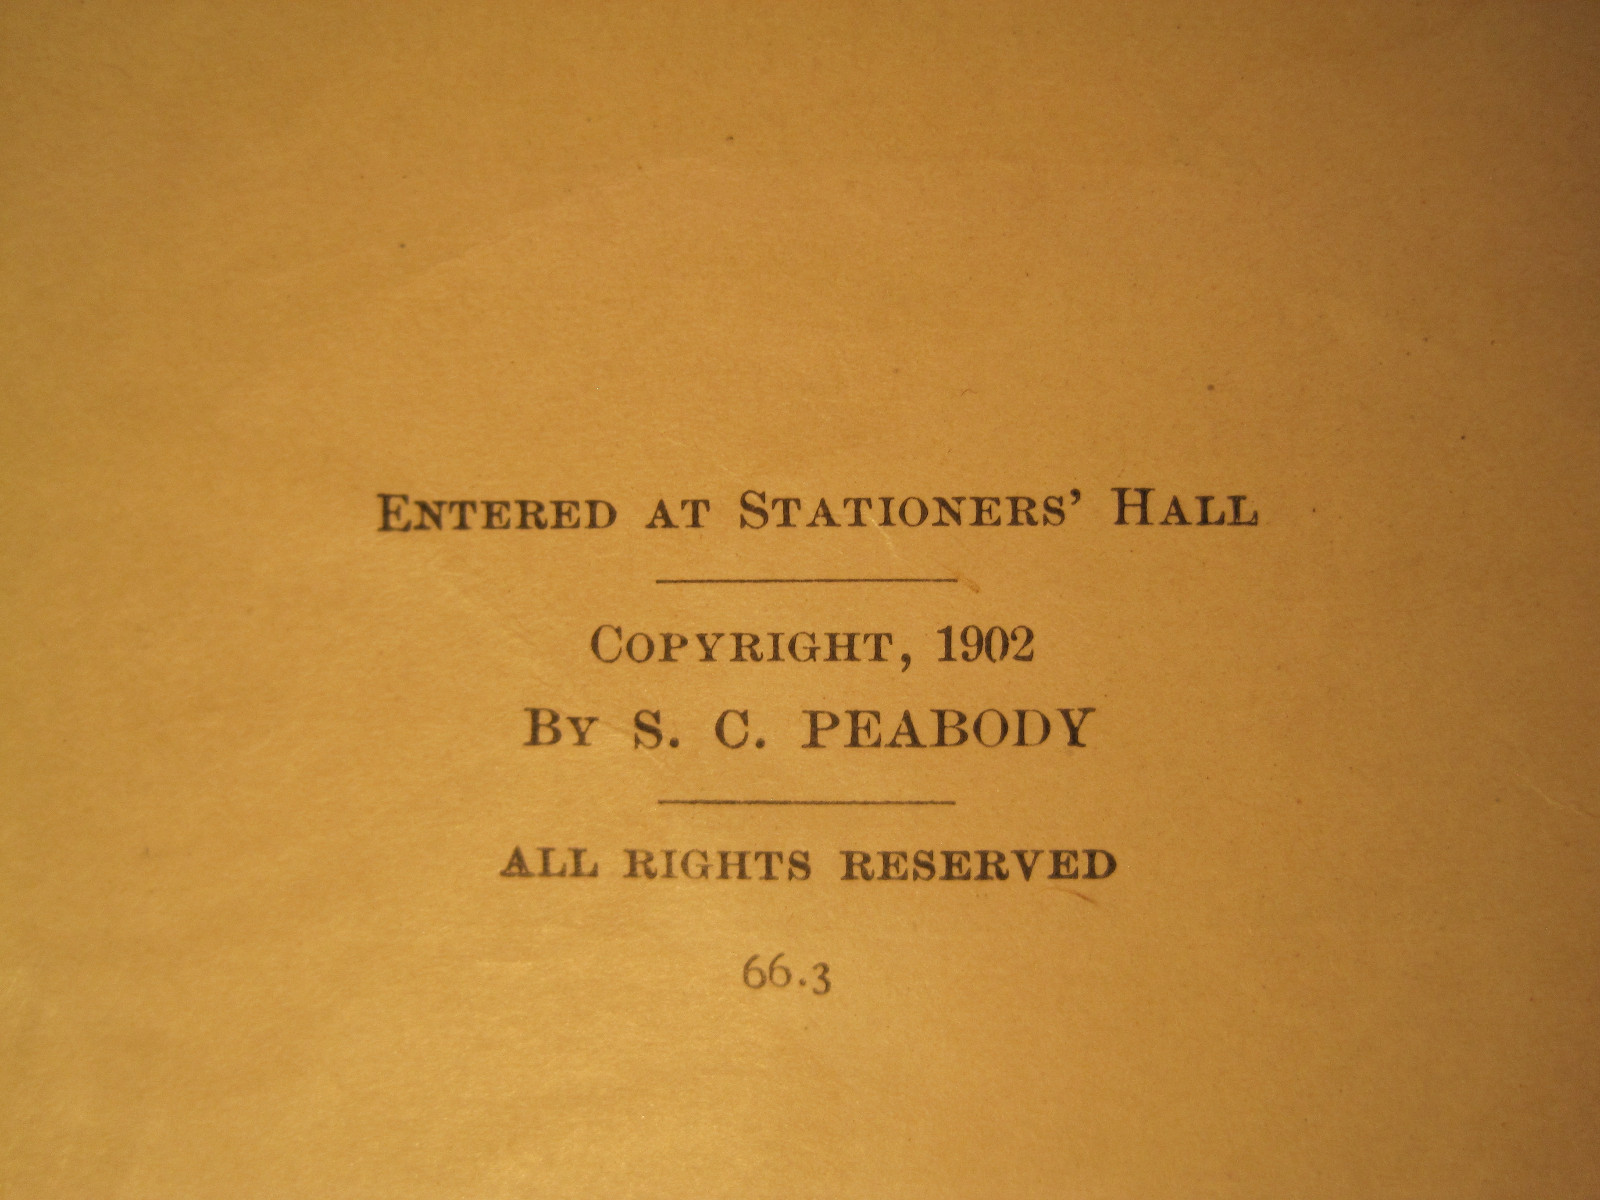 Entered at Stationers' Hall
Copyright, 1902
By S. C. PEABODY
ALL RIGHTS RESERVED
66.3